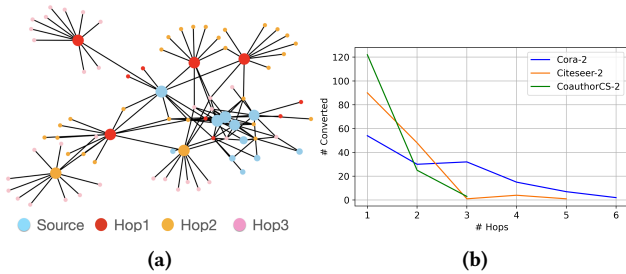 Source Hop1 Hop2 Hop3
(a)
Cora-2
Citeseer-2
CoauthorCS-2
# Converted
120
100
80
60
40
20
0
1 2 3 4 5 6
# Hops
(b)